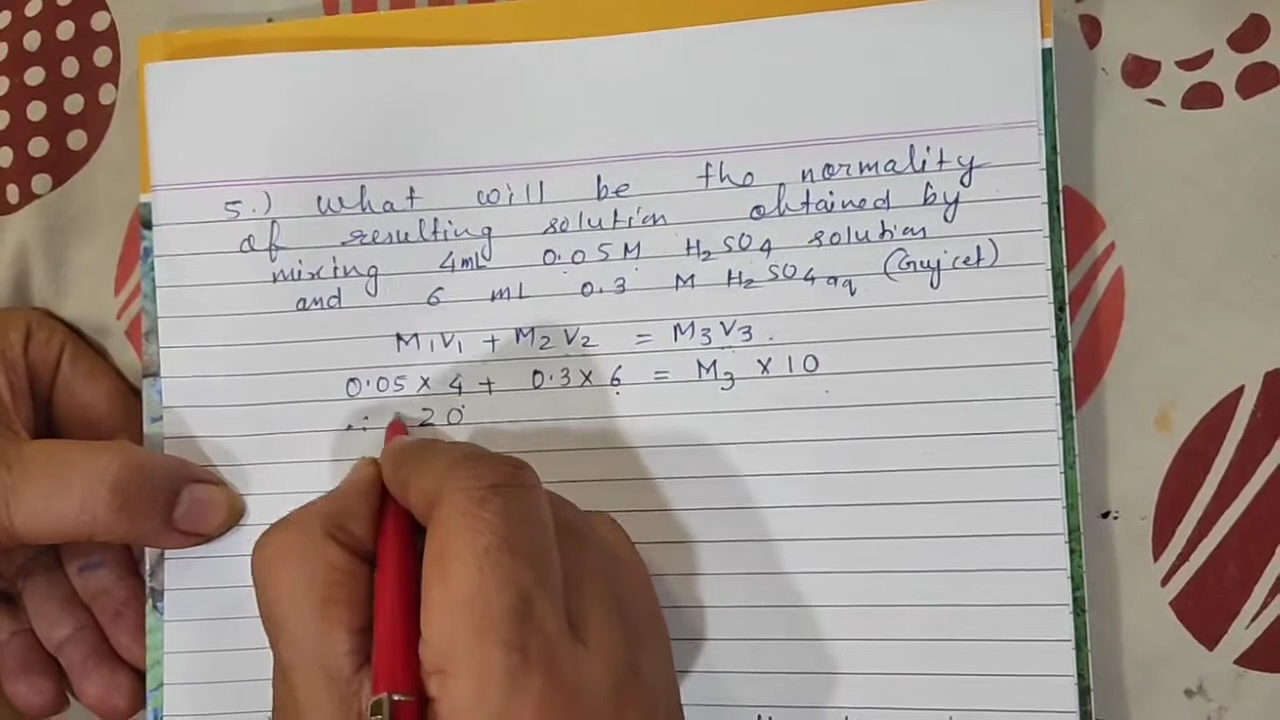 5.) what will be the normality
of resulting solution obtained by
mixing 4mL 0.05M H2SO4 solution
and 6 mL 0.3 M H2SO4 aq (Gujcet)
M1V1 + M2V2 = M3V3.
0.05 × 4 + 0.3 × 6 = M3 × 10
∴ 20